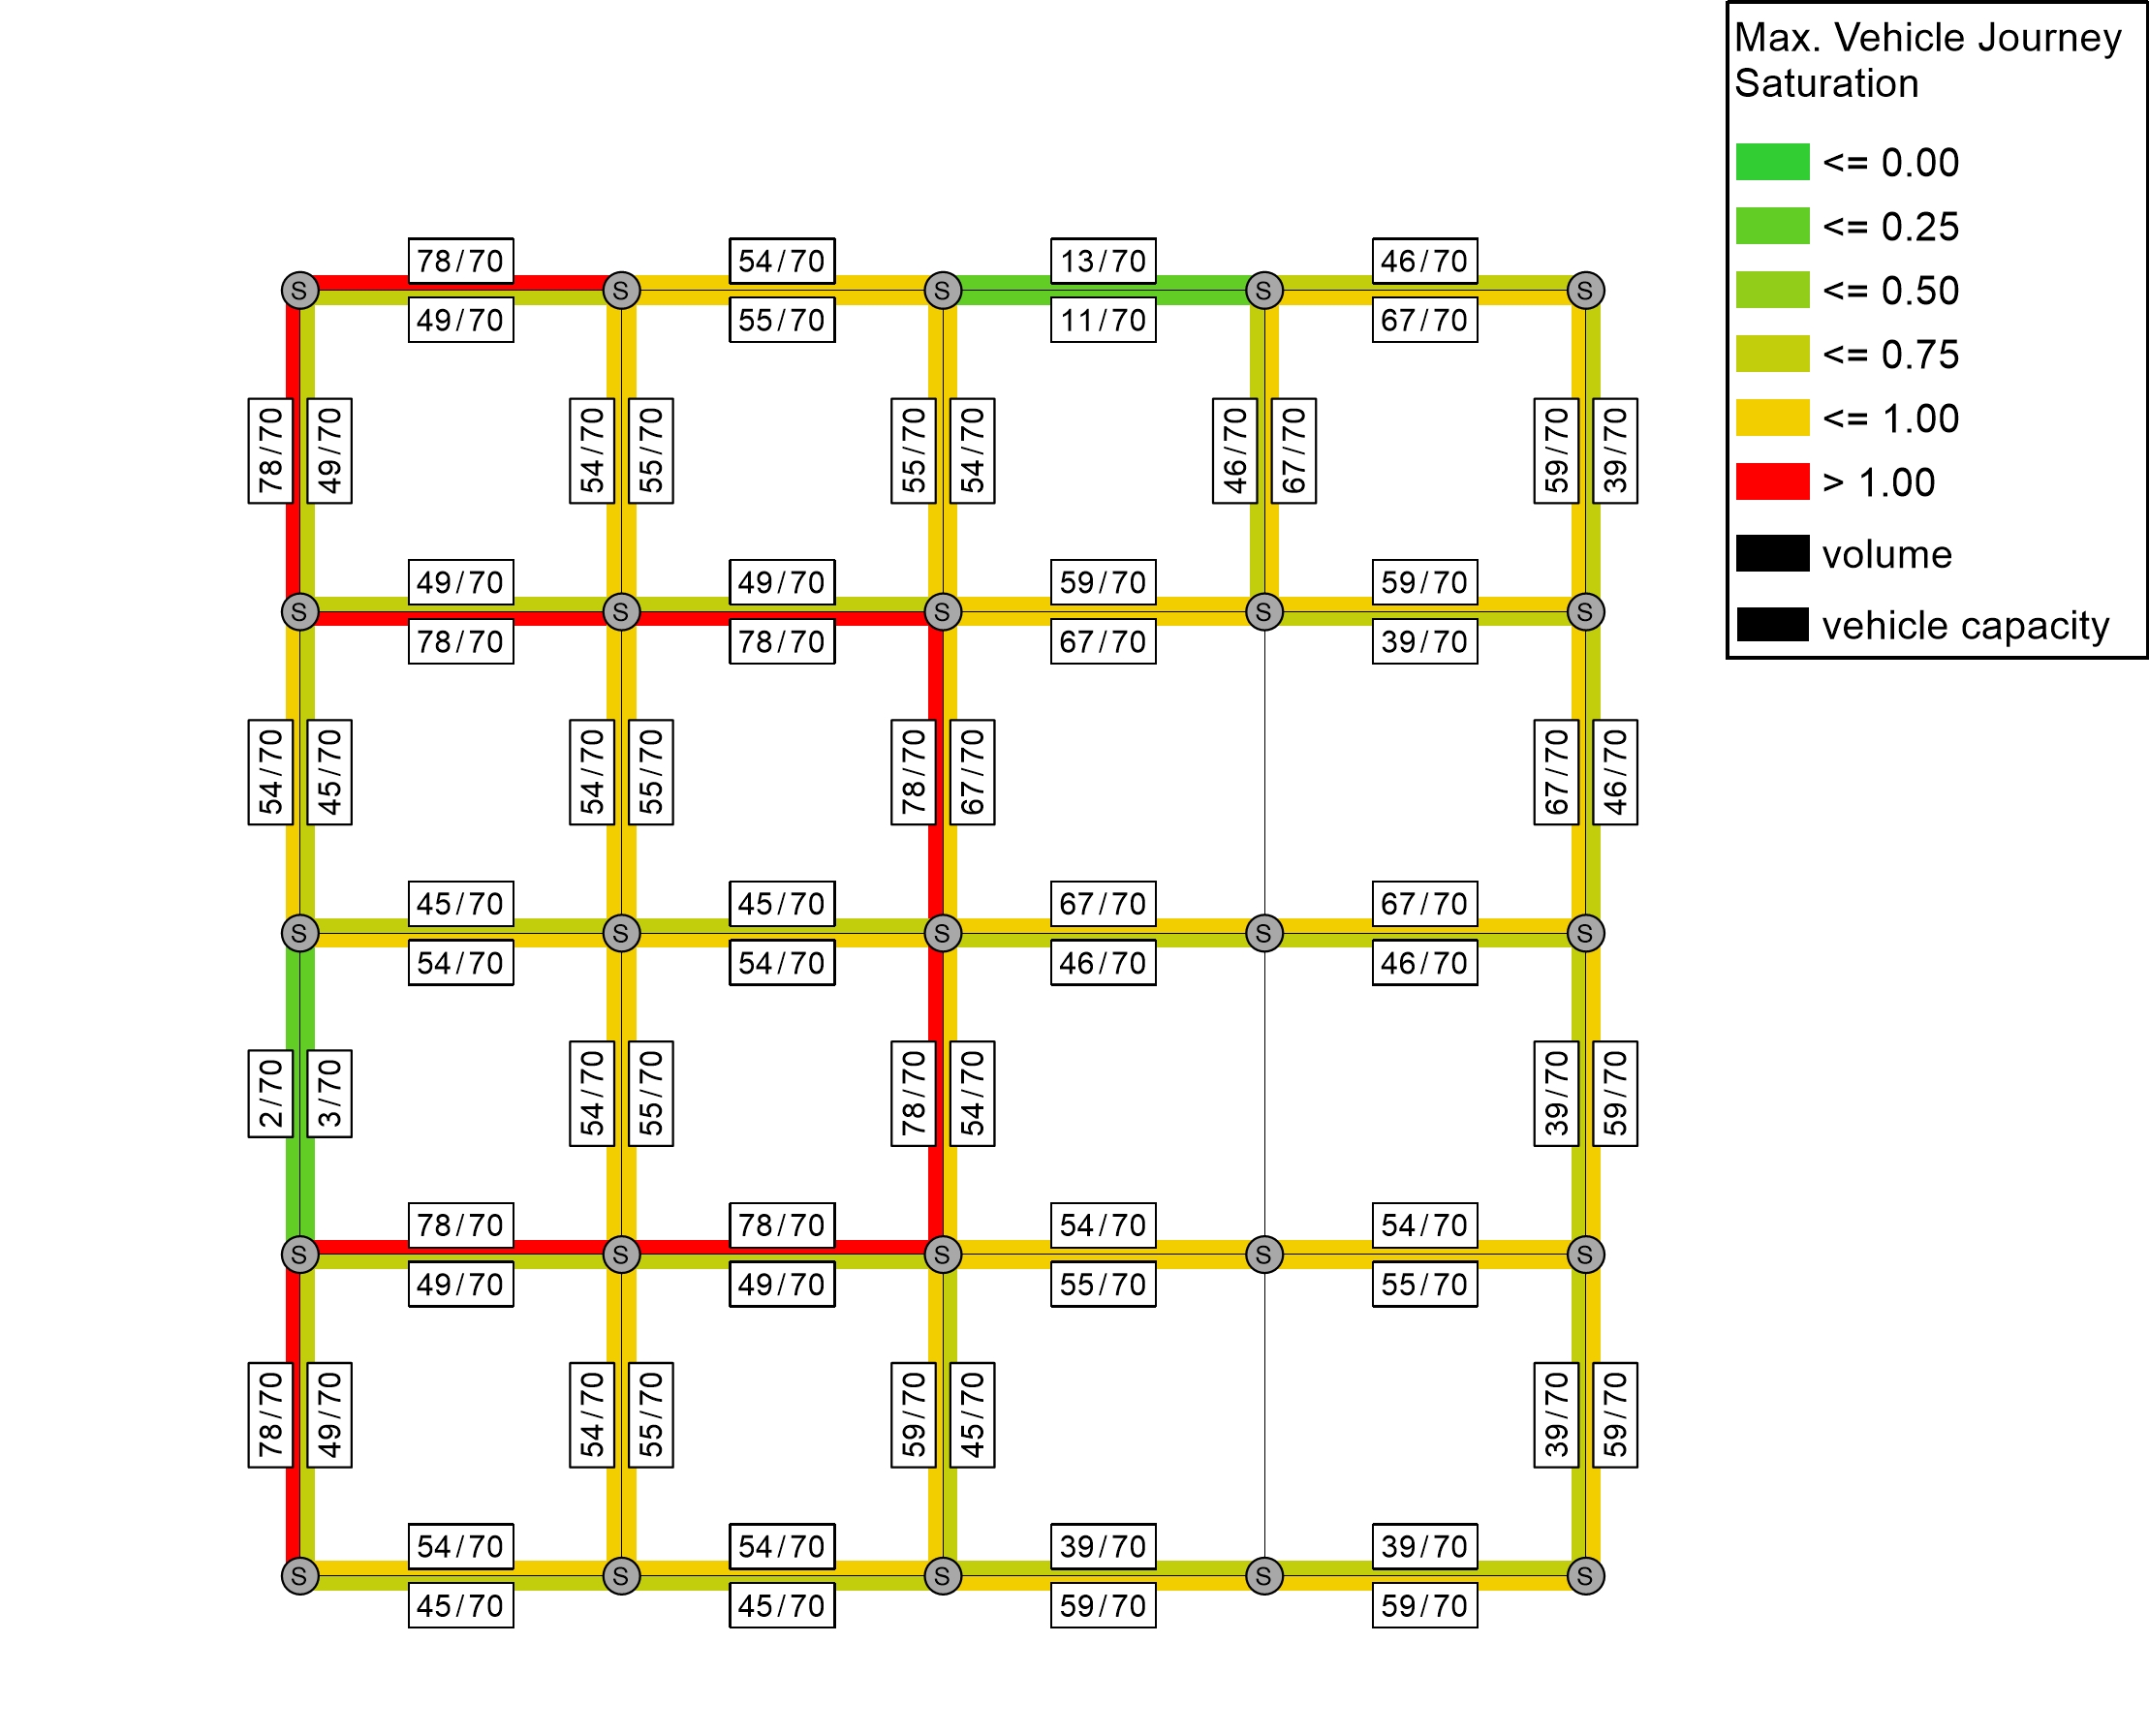 Max. Vehicle Journey
Saturation
<= 0.00
<= 0.25
<= 0.50
<= 0.75
<= 1.00
> 1.00
volume
vehicle capacity
78/70 54/70 13/70 46/70
S S S S S
49/70 55/70 11/70 67/70
78/70 49/70 54/70 55/70 55/70 54/70 46/70 67/70 59/70 39/70
49/70 49/70 59/70 59/70
S S S S S
78/70 78/70 67/70 39/70
54/70 45/70 54/70 55/70 78/70 67/70 67/70 46/70
45/70 45/70 67/70 67/70
S S S S S
54/70 54/70 46/70 46/70
2/70 3/70 54/70 55/70 78/70 54/70 39/70 59/70
78/70 78/70 54/70 54/70
S S S S S
49/70 49/70 55/70 55/70
78/70 49/70 54/70 55/70 59/70 45/70 39/70 59/70
54/70 54/70 39/70 39/70
S S S S S
45/70 45/70 59/70 59/70